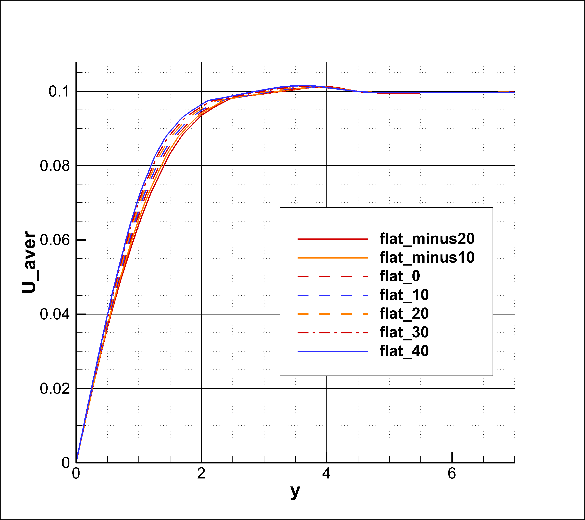 0.1
0.08
0.06
0.04
0.02
0
U_aver
flat_minus20
flat_minus10
flat_0
flat_10
flat_20
flat_30
flat_40
0 2 4 6
y